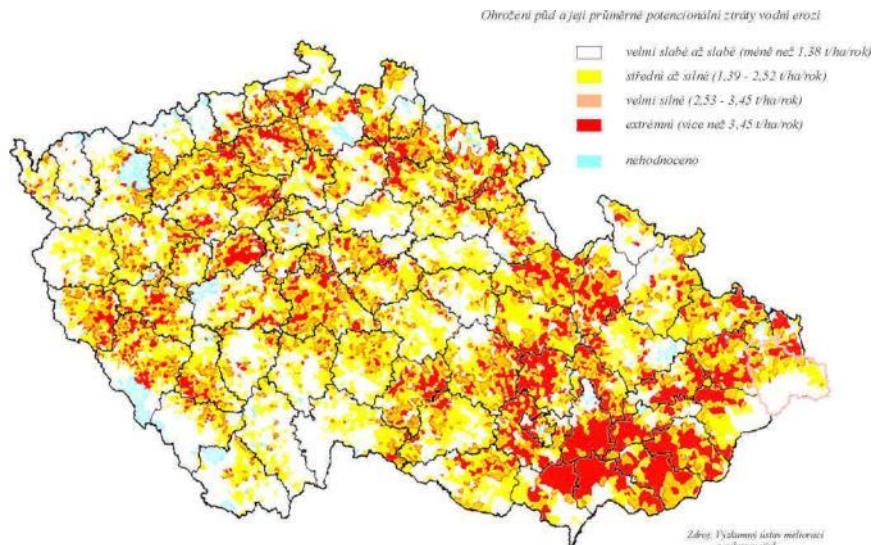 Ohrožení půd a její průměrné potencionální ztráty vodní erozí
velmi slabé až slabé (méně než 1,38 t/ha/rok)
střední až silné (1,39 - 2,52 t/ha/rok)
velmi silné (2,53 - 3,45 t/ha/rok)
extrémní (více než 3,45 t/ha/rok)
nehodnoceno
Zdroj: Výzkumný ústav meliorací